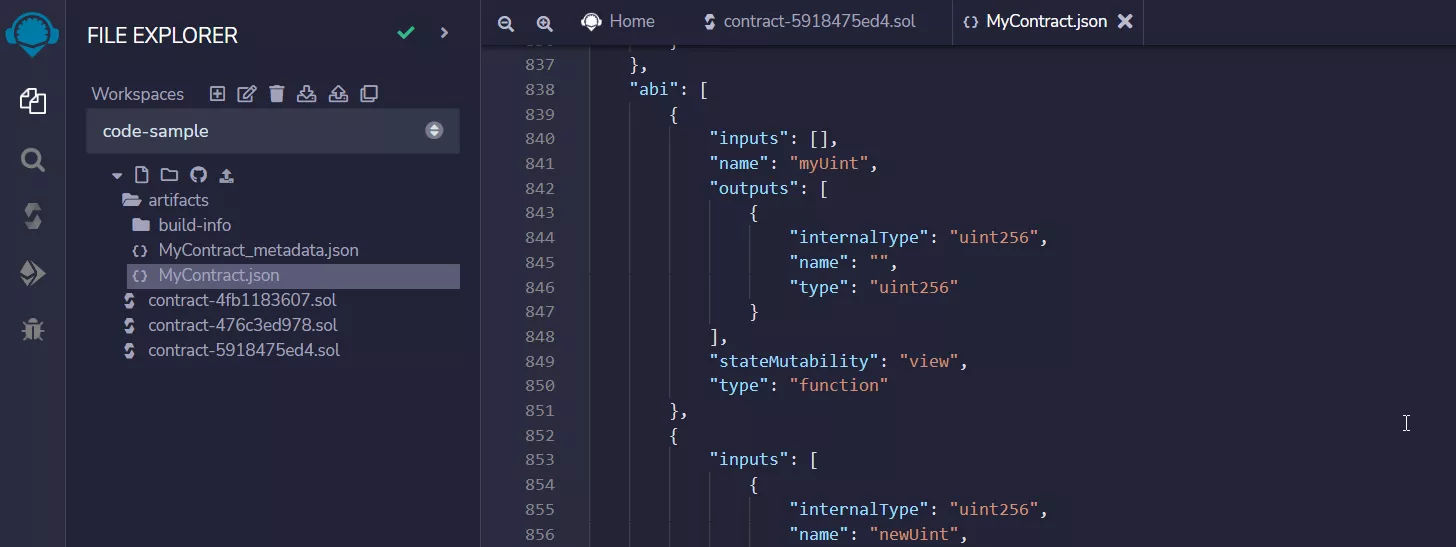 FILE EXPLORER
Workspaces
code-sample
artifacts
build-info
MyContract_metadata.json
MyContract.json
contract-4fb1183607.sol
contract-476c3ed978.sol
contract-5918475ed4.sol
Home contract-5918475ed4.sol {} MyContract.json
837 },
838 "abi": [
839 {
840 "inputs": [],
841 "name": "myUint",
842 "outputs": [
843 {
844 "internalType": "uint256",
845 "name": "",
846 "type": "uint256"
847 }
848 ],
849 "stateMutability": "view",
850 "type": "function"
851 },
852 {
853 "inputs": [
854 {
855 "internalType": "uint256",
856 "name": "newUint",